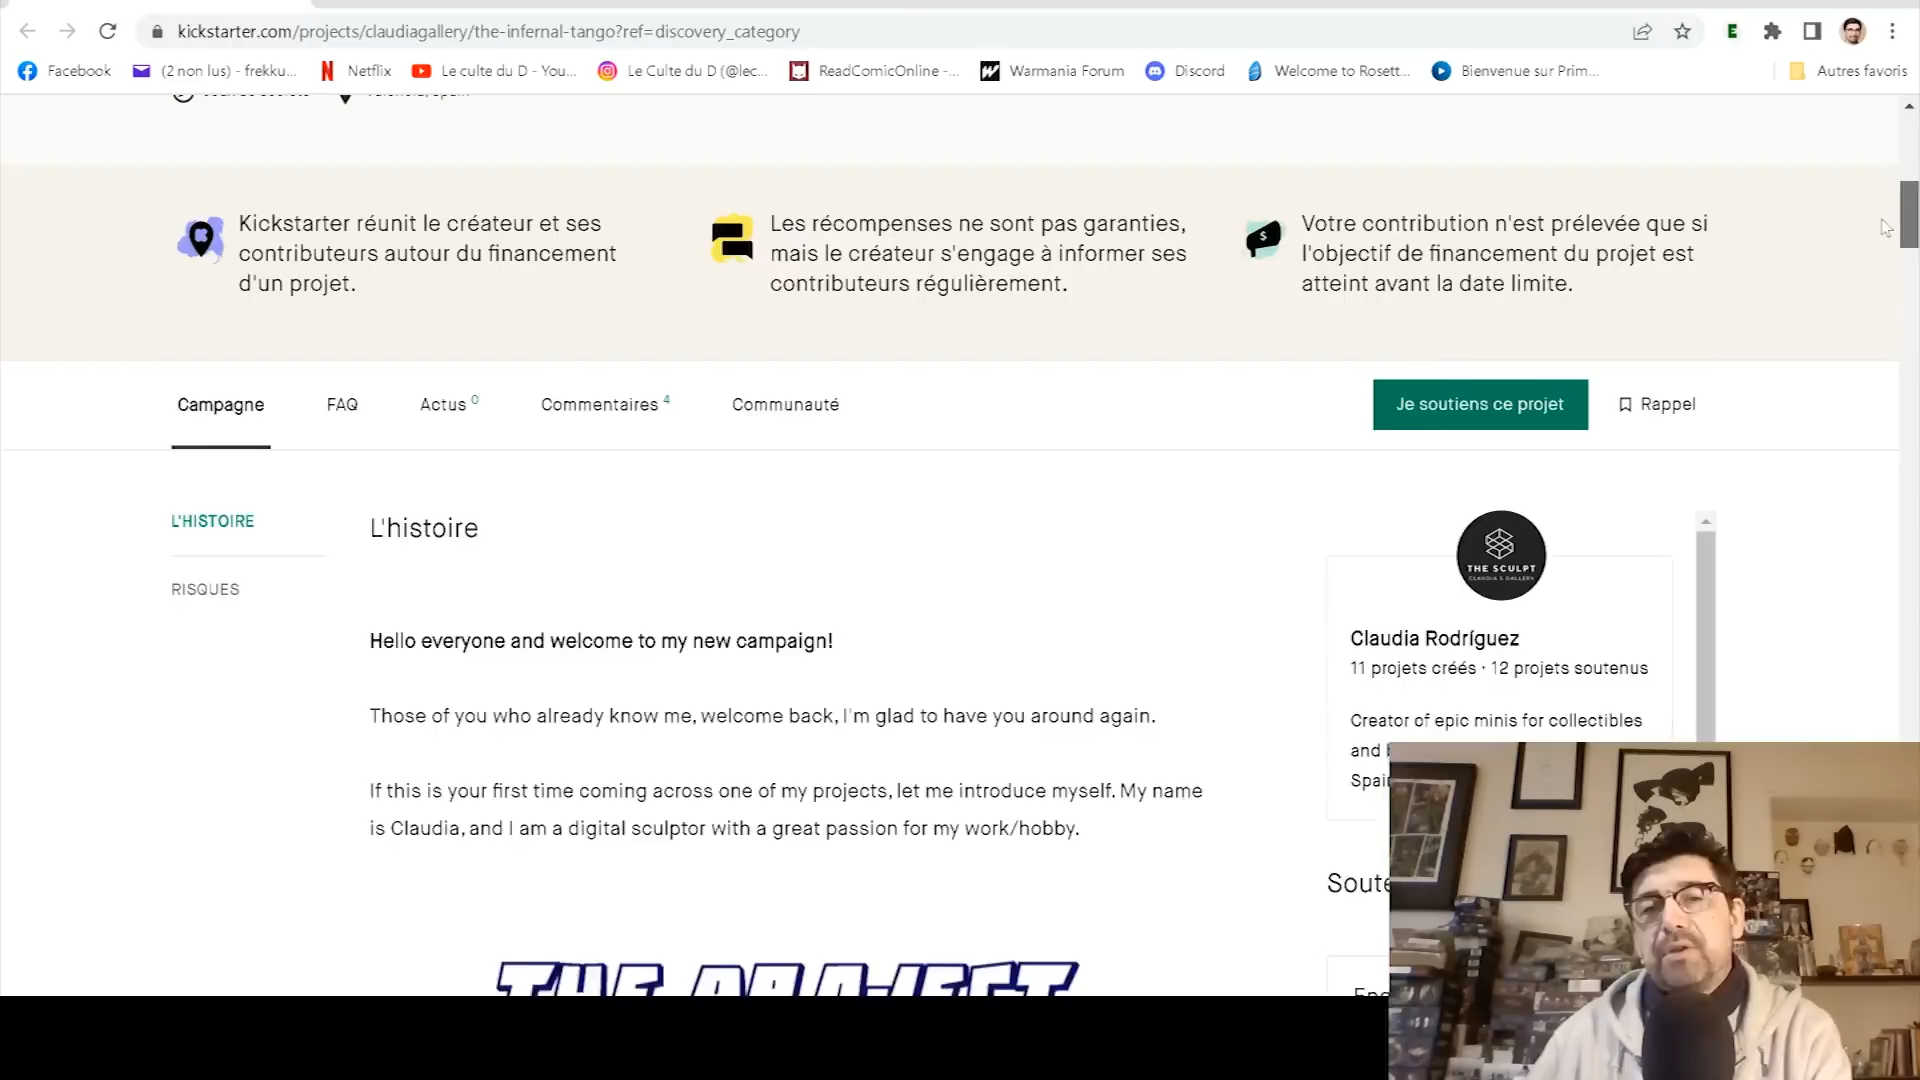 kickstarter.com/projects/claudiagallery/the-infernal-tango?ref=discovery_category
Facebook
(2 non lus) - frekku...
Netflix
Le culte du D - You...
Le Culte du D (@lec...
ReadComicOnline -...
Warmania Forum
Discord
Welcome to Rosett...
Bienvenue sur Prim...
Autres favoris
Kickstarter réunit le créateur et ses
contributeurs autour du financement
d'un projet.
Les récompenses ne sont pas garanties,
mais le créateur s'engage à informer ses
contributeurs régulièrement.
Votre contribution n'est prélevée que si
l'objectif de financement du projet est
atteint avant la date limite.
Campagne
FAQ
Actus 0
Commentaires 4
Communauté
Je soutiens ce projet
Rappel
L'HISTOIRE
RISQUES
L'histoire
Hello everyone and welcome to my new campaign!
Those of you who already know me, welcome back, I'm glad to have you around again.
If this is your first time coming across one of my projects, let me introduce myself. My name
is Claudia, and I am a digital sculptor with a great passion for my work/hobby.
THE PROJECT
THE SCULPT
CLAUDIA'S GALLERY
Claudia Rodríguez
11 projets créés · 12 projets soutenus
Creator of epic minis for collectibles
and
Spain
Soute